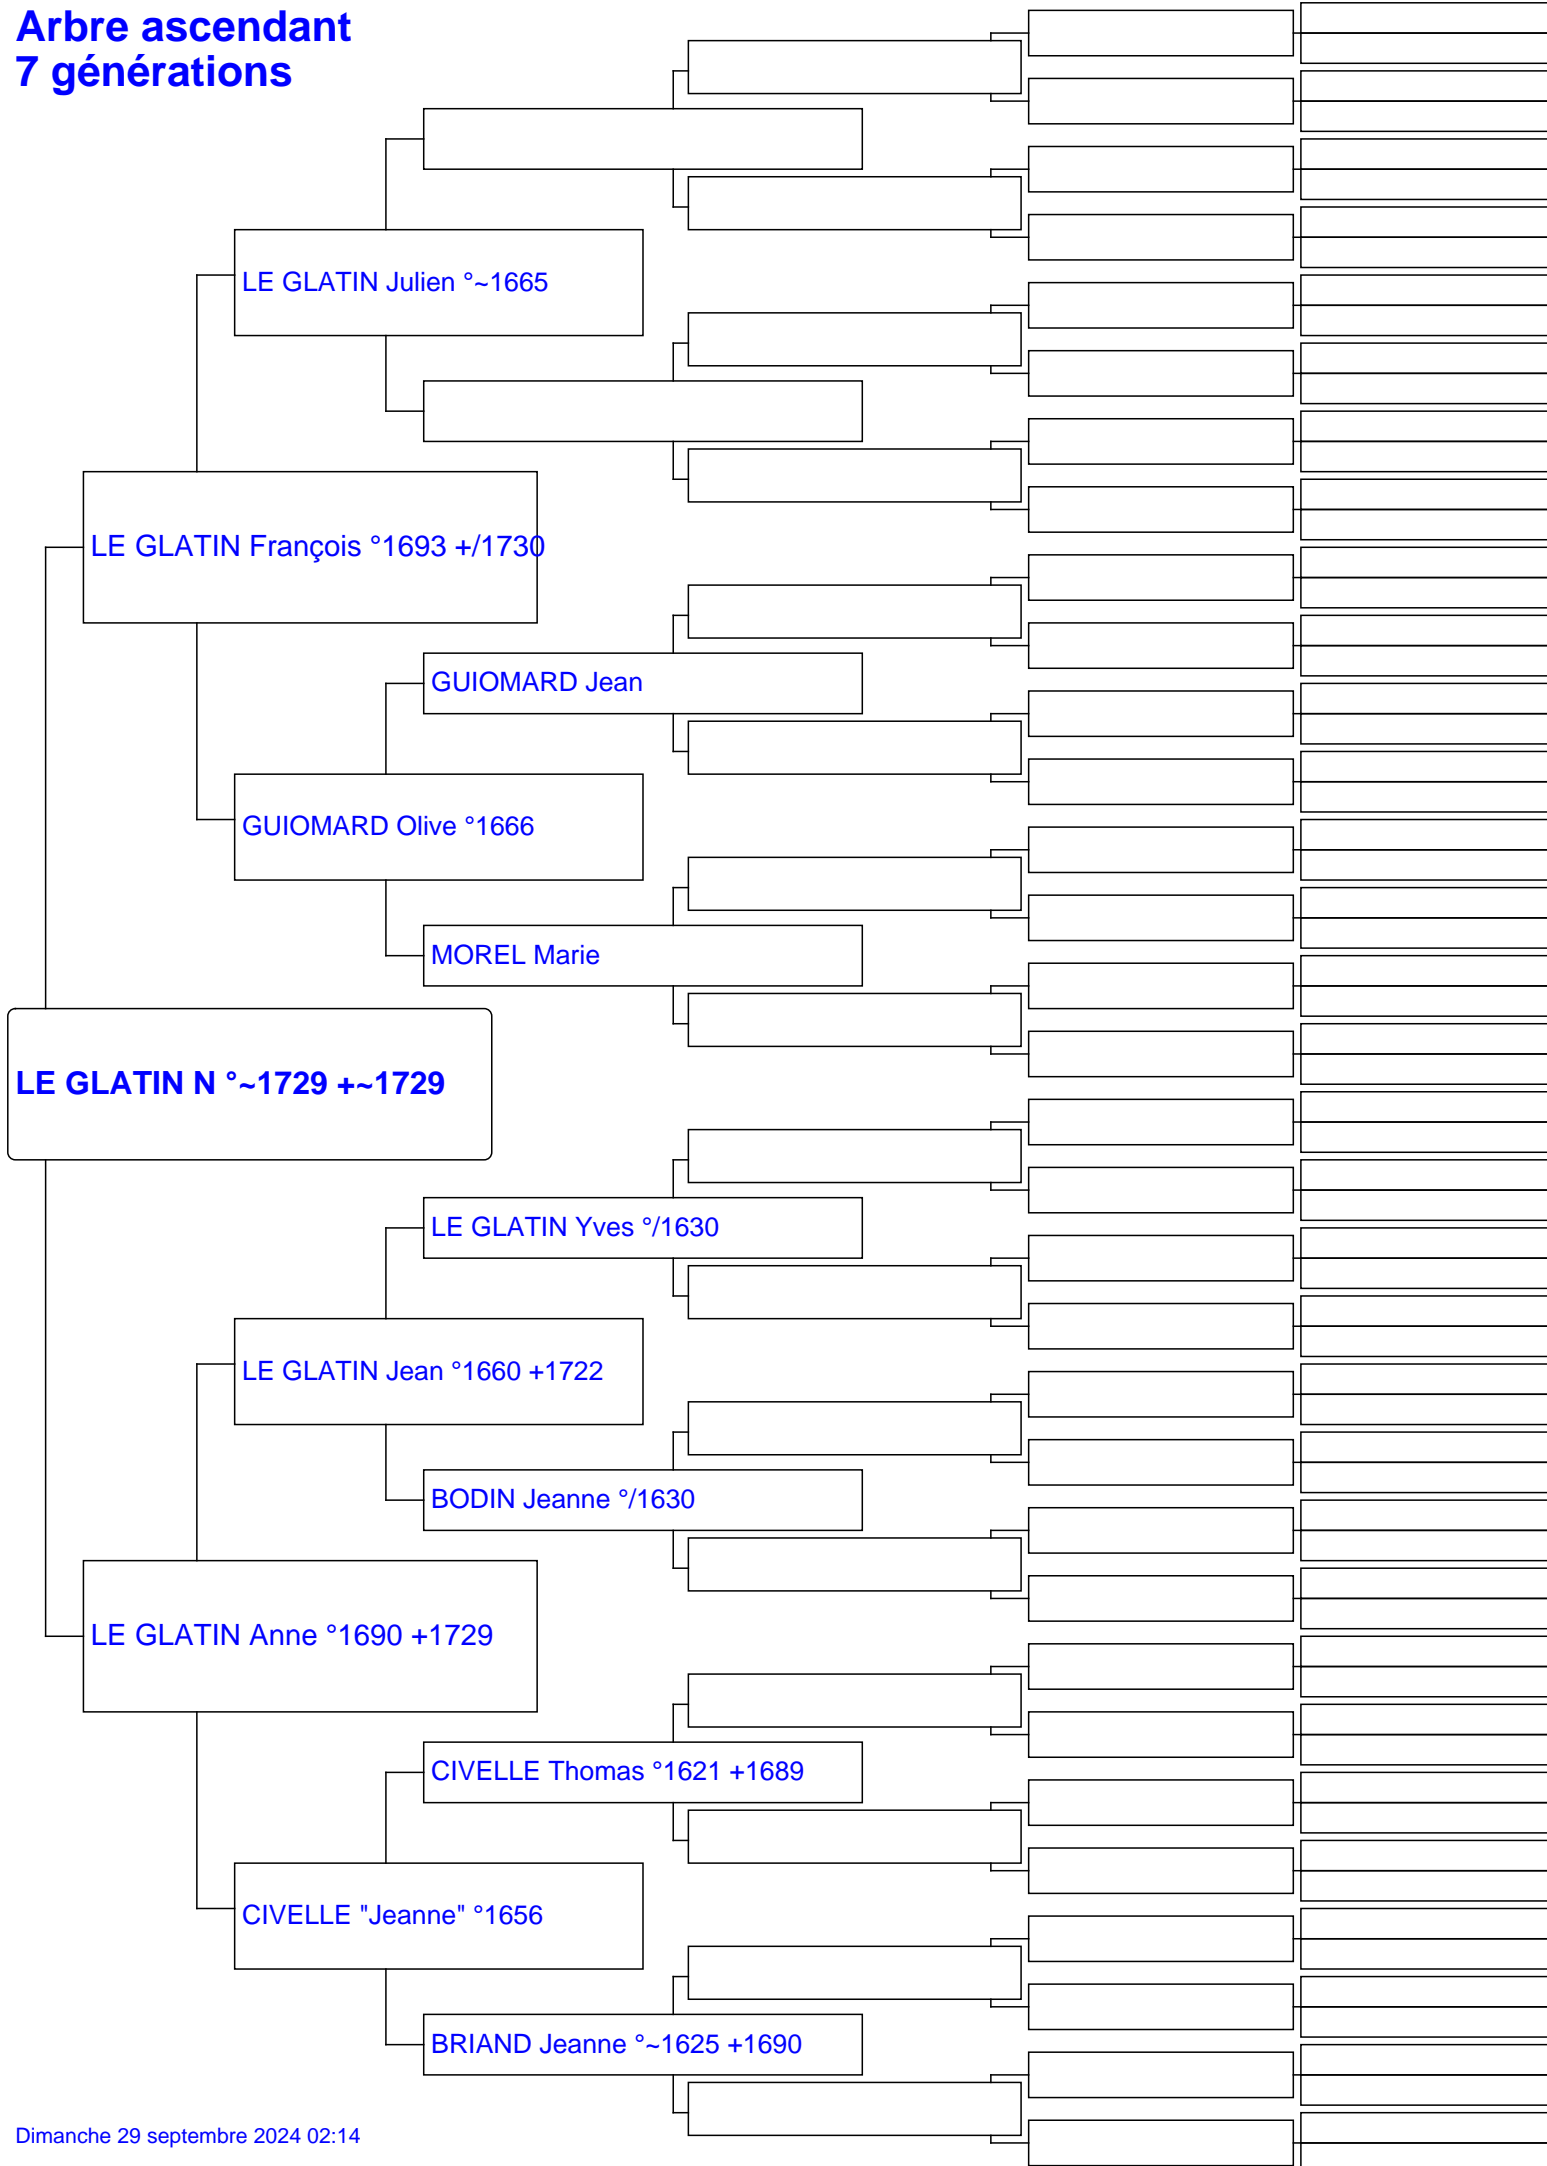 Arbre ascendant
7 générations
LE GLATIN Julien °~1665
LE GLATIN François °1693 +/1730
GUIOMARD Jean
GUIOMARD Olive °1666
MOREL Marie
LE GLATIN N °~1729 +~1729
LE GLATIN Yves °/1630
LE GLATIN Jean °1660 +1722
BODIN Jeanne °/1630
LE GLATIN Anne °1690 +1729
CIVELLE Thomas °1621 +1689
CIVELLE "Jeanne" °1656
BRIAND Jeanne °~1625 +1690
Dimanche 29 septembre 2024 02:14